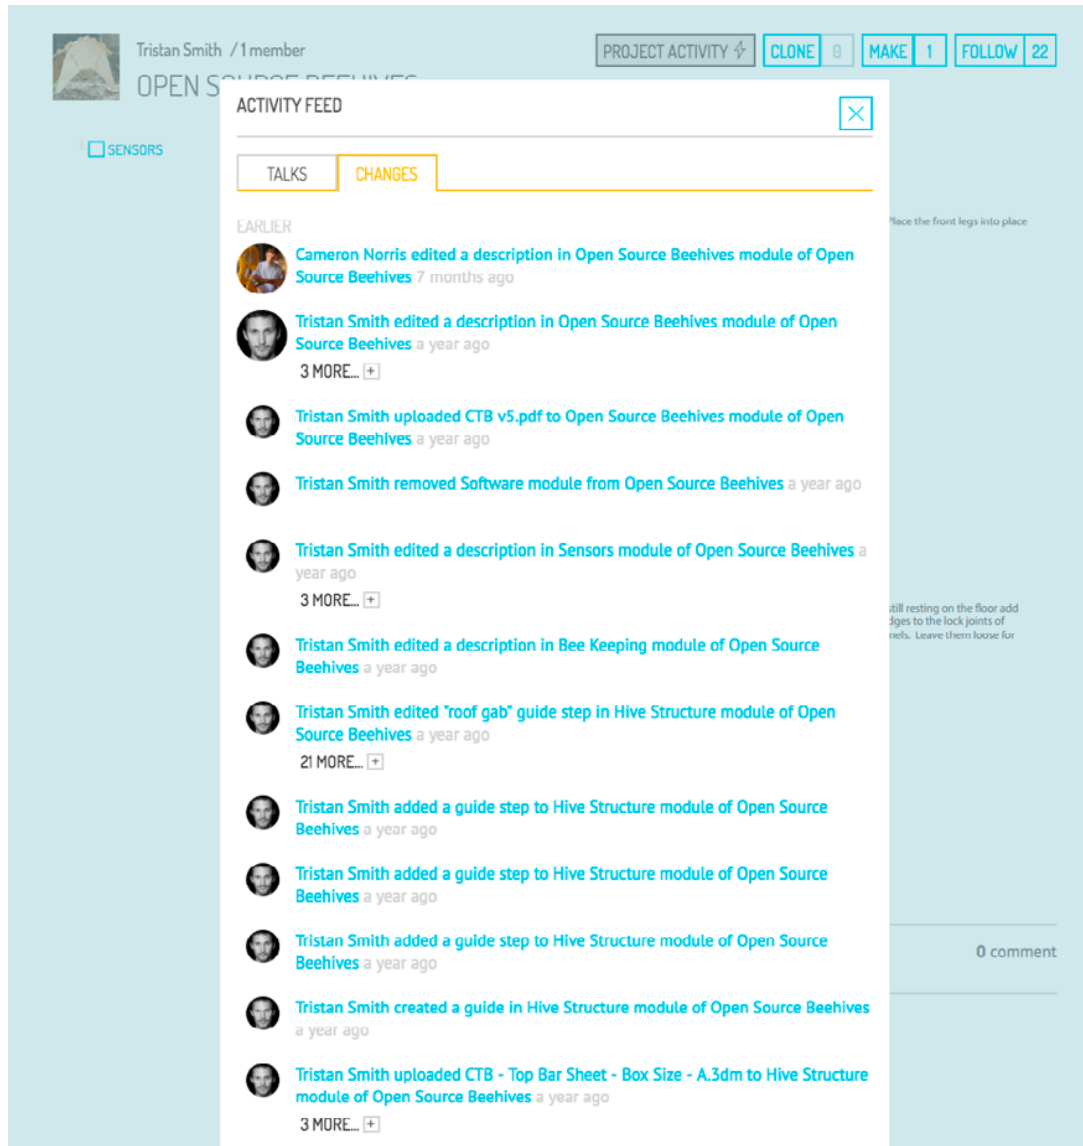 Tristan Smith / 1 member
PROJECT ACTIVITY
CLONE 0
MAKE 1
FOLLOW 22
OPEN SOURCE BEEHIVES
ACTIVITY FEED
SENSORS
TALKS
CHANGES
EARLIER
Place the front legs into place
Cameron Norris edited a description in Open Source Beehives module of Open
Source Beehives 7 months ago
Tristan Smith edited a description in Open Source Beehives module of Open
Source Beehives a year ago
3 MORE... +
Tristan Smith uploaded CTB v5.pdf to Open Source Beehives module of Open
Source Beehives a year ago
Tristan Smith removed Software module from Open Source Beehives a year ago
Tristan Smith edited a description in Sensors module of Open Source Beehives a
year ago
3 MORE... +
still resting on the floor add
dges to the lock joints of
nels. Leave them loose for
Tristan Smith edited a description in Bee Keeping module of Open Source
Beehives a year ago
Tristan Smith edited "roof gab" guide step in Hive Structure module of Open
Source Beehives a year ago
21 MORE... +
Tristan Smith added a guide step to Hive Structure module of Open Source
Beehives a year ago
Tristan Smith added a guide step to Hive Structure module of Open Source
Beehives a year ago
Tristan Smith added a guide step to Hive Structure module of Open Source
Beehives a year ago
0 comment
Tristan Smith created a guide in Hive Structure module of Open Source Beehives
a year ago
Tristan Smith uploaded CTB - Top Bar Sheet - Box Size - A.3dm to Hive Structure
module of Open Source Beehives a year ago
3 MORE... +